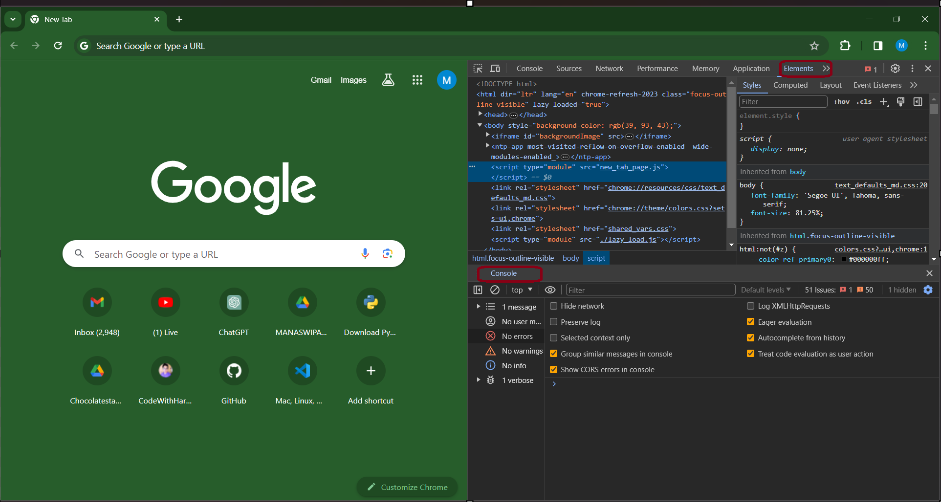 New Tab
Search Google or type a URL
M
Gmail
Images
M
Google
Search Google or type a URL
Inbox (2,948)
(1) Live
ChatGPT
MANASWIPA...
Download Py...
Chocolatesta...
CodeWithHar...
GitHub
Mac, Linux, ...
Add shortcut
Customize Chrome
Console
Sources
Network
Performance
Memory
Application
Elements
1
<!DOCTYPE html>
<html dir="ltr" lang="en" chrome-refresh-2023 class="focus-out
line-visible" lazy-loaded "true">
<head> </head>
<body style "background color: rgb(39, 93, 43);">
<iframe id="backgroundImage" src> </iframe>
<ntp app most-visited-reflow-on-overflow-enabled wide
modules-enabled_> </ntp-app>
<script type="module" src="new_tab_page.js">
</script> == $0
<link rel="stylesheet" href="chrome://resources/css/text_d
efaults_md.css">
<link rel="stylesheet" href="chrome://theme/colors.css?set
s-ui,chrome">
<link rel="stylesheet" href="shared_vars.css">
<script type="module" src "./lazy_load.js"></script>
</body>
html.focus-outline-visible
body
script
Styles
Computed
Layout
Event Listeners
Filter
:hov
.cls
element.style {
}
script {
user agent stylesheet
display: none;
}
Inherited from body
body {
text_defaults_md.css:20
font family: 'Segoe UI', Tahoma, sans
serif;
font-size: 81.25%;
}
Inherited from html.focus-outline-visible
html:not(#z) {
colors.css?…ui,chrome:1
color ref primary0: #000000ff;
Console
top
Filter
Default levels
51 Issues:
1
50
1 hidden
1 message
No user m...
No errors
No warnings
No info
1 verbose
Hide network
Preserve log
Selected context only
Group similar messages in console
Show CORS errors in console
Log XMLHttpRequests
Eager evaluation
Autocomplete from history
Treat code evaluation as user action